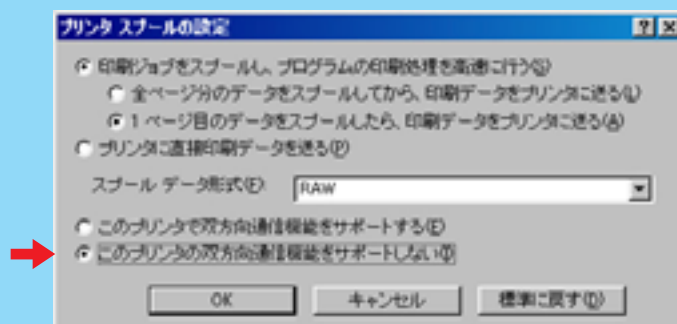 プリンタ スプールの設定
印刷ジョブをスプールし、プログラムの印刷処理を高速に行う(S)
全ページ分のデータをスプールしてから、印刷データをプリンタに送る(L)
1 ページ目のデータをスプールしたら、印刷データをプリンタに送る(A)
プリンタに直接印刷データを送る(P)
スプール データ形式(F):
RAW
このプリンタで双方向通信機能をサポートする(E)
このプリンタの双方向通信機能をサポートしない(I)
OK キャンセル 標準に戻す(D)